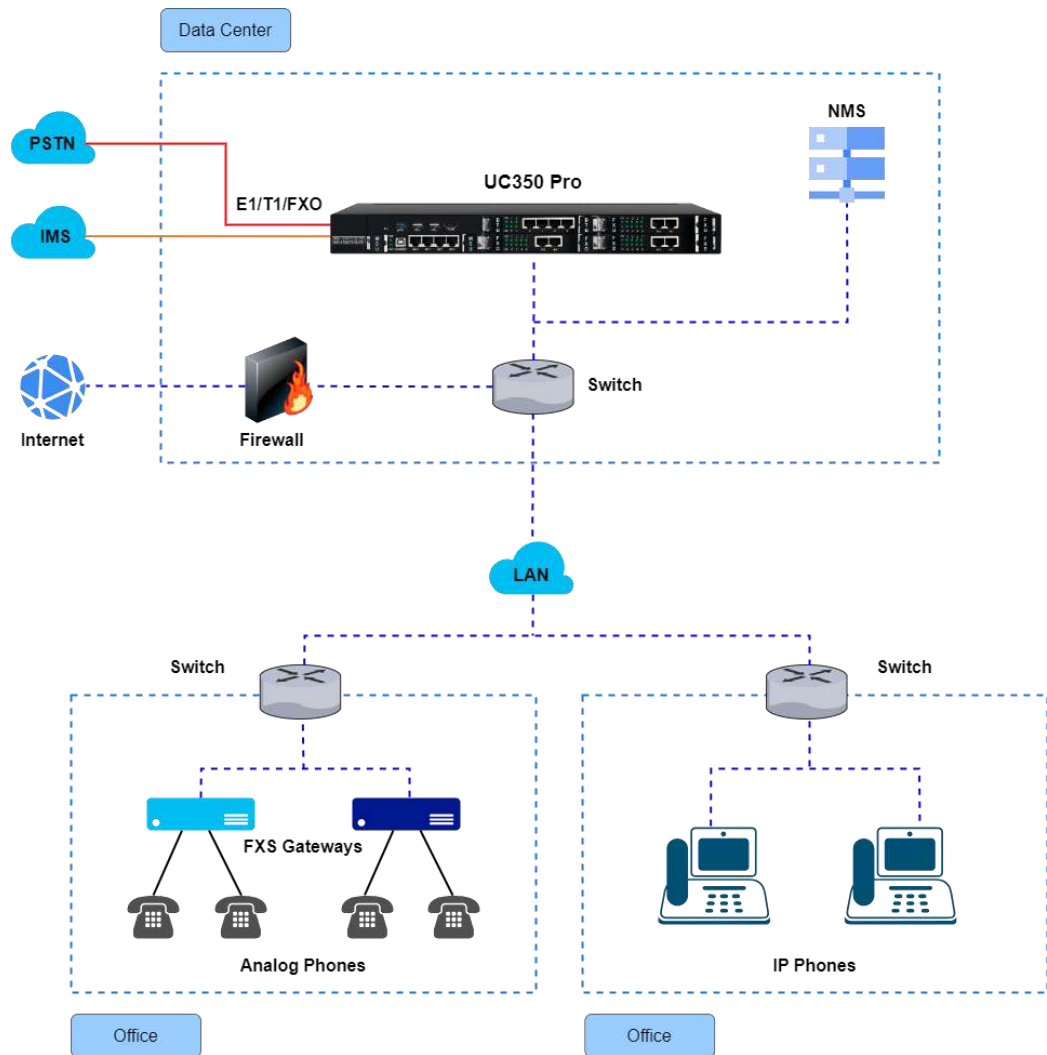 Data Center
NMS
PSTN
UC350 Pro
E1/T1/FXO
IMS
Switch
Internet
Firewall
LAN
Switch
Switch
FXS Gateways
Analog Phones
IP Phones
Office
Office